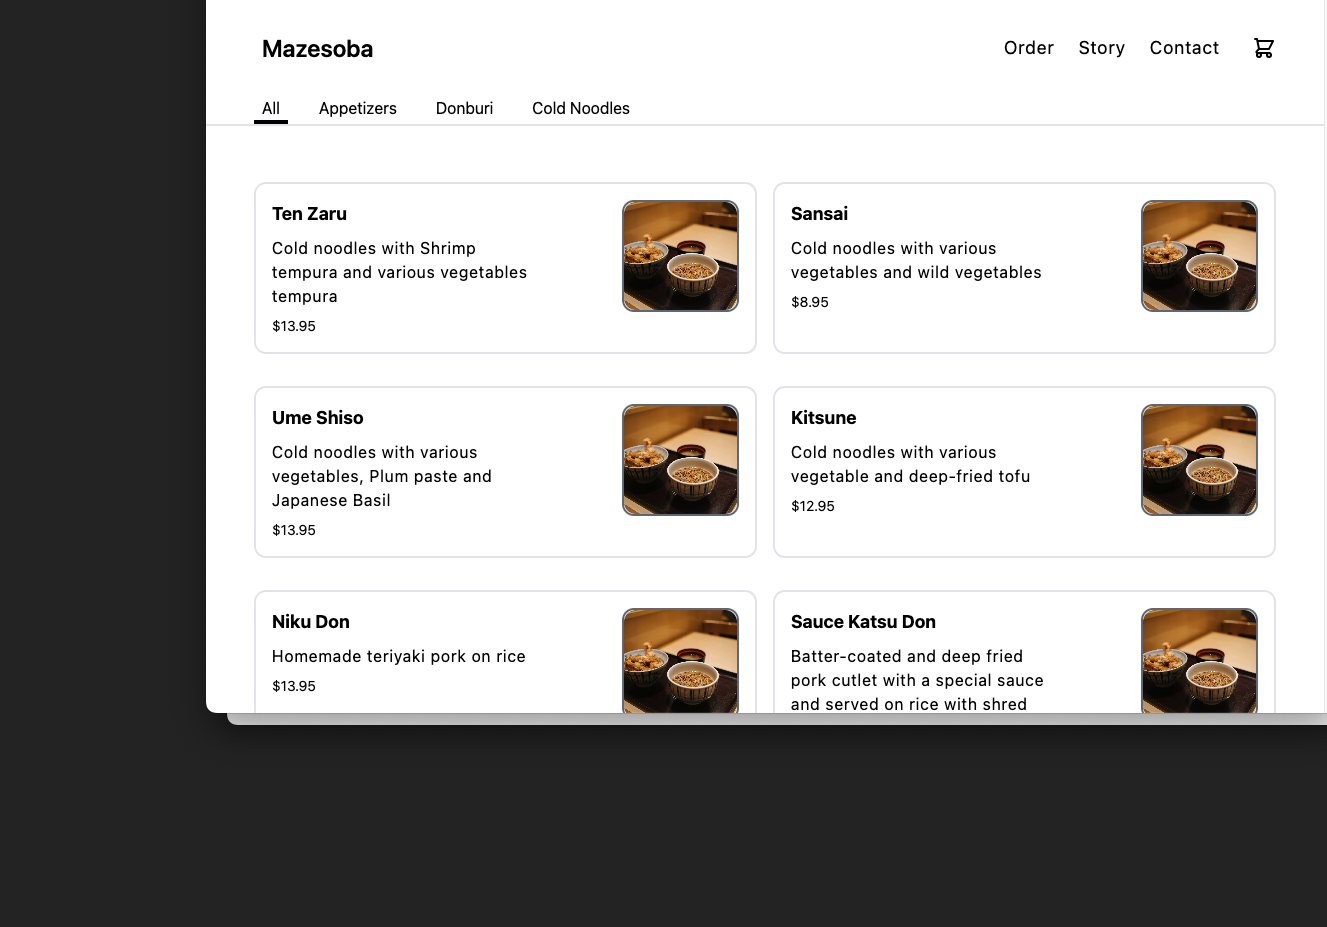 Mazesoba
Order Story Contact
All Appetizers Donburi Cold Noodles
Ten Zaru
Cold noodles with Shrimp
tempura and various vegetables
tempura
$13.95
Sansai
Cold noodles with various
vegetables and wild vegetables
$8.95
Ume Shiso
Cold noodles with various
vegetables, Plum paste and
Japanese Basil
$13.95
Kitsune
Cold noodles with various
vegetable and deep-fried tofu
$12.95
Niku Don
Homemade teriyaki pork on rice
$13.95
Sauce Katsu Don
Batter-coated and deep fried
pork cutlet with a special sauce
and served on rice with shred